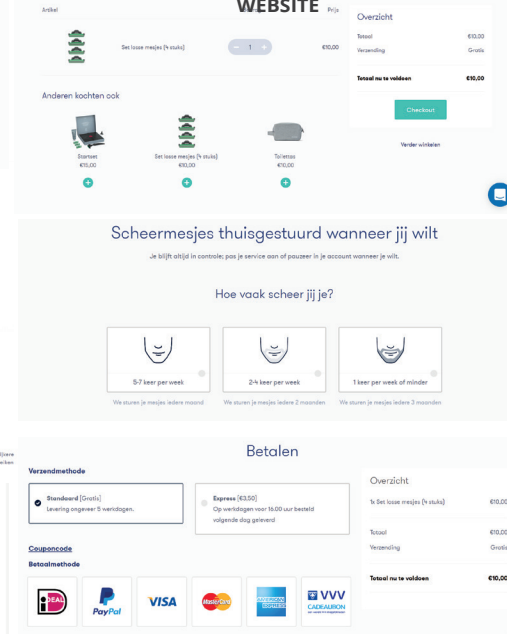 WEBSITE
Artikel
Prijs
Set losse mesjes (4 stuks)
- 1 +
€10,00
Overzicht
Totaal €10,00
Verzending Gratis
Totaal nu te voldoen €10,00
Checkout
Verder winkelen
Anderen kochten ook
Starset
€15,00
Set losse mesjes (4 stuks)
€10,00
Toilettas
€10,00
Scheermesjes thuisgestuurd wanneer jij wilt
Je blijft altijd in controle; pas je service aan of pauzeer in je account wanneer je wilt.
Hoe vaak scheer jij je?
5-7 keer per week
2-4 keer per week
1 keer per week of minder
We sturen je mesjes iedere maand
We sturen je mesjes iedere 2 maanden
We sturen je mesjes iedere 3 maanden
Betalen
Verzendmethode
Standaard (Gratis)
Levering ongeveer 5 werkdagen.
Express (€3,50)
Op werkdagen voor 16.00 uur besteld
volgende dag geleverd
Couponcode
Betaalmethode
iDEAL
PayPal
VISA
MasterCard
AMERICAN EXPRESS
VVV
CADEAUBON
Overzicht
1x Set losse mesjes (4 stuks) €10,00
Totaal €10,00
Verzending Gratis
Totaal nu te voldoen €10,00